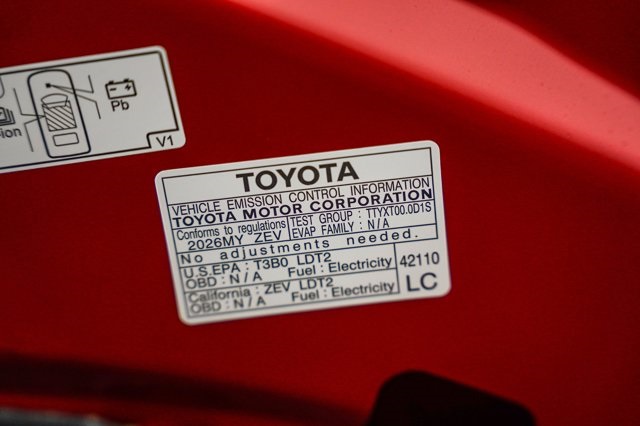 Pb
ion
V1
TOYOTA
VEHICLE EMISSION CONTROL INFORMATION
TOYOTA MOTOR CORPORATION
Conforms to regulations
2026MY ZEV
TEST GROUP : TTYXT00.0D1S
EVAP FAMILY : N/A
No adjustments needed.
U.S.EPA : T3B0 LDT2
OBD : N/A Fuel : Electricity
California : ZEV LDT2
OBD : N/A Fuel : Electricity
42110
LC